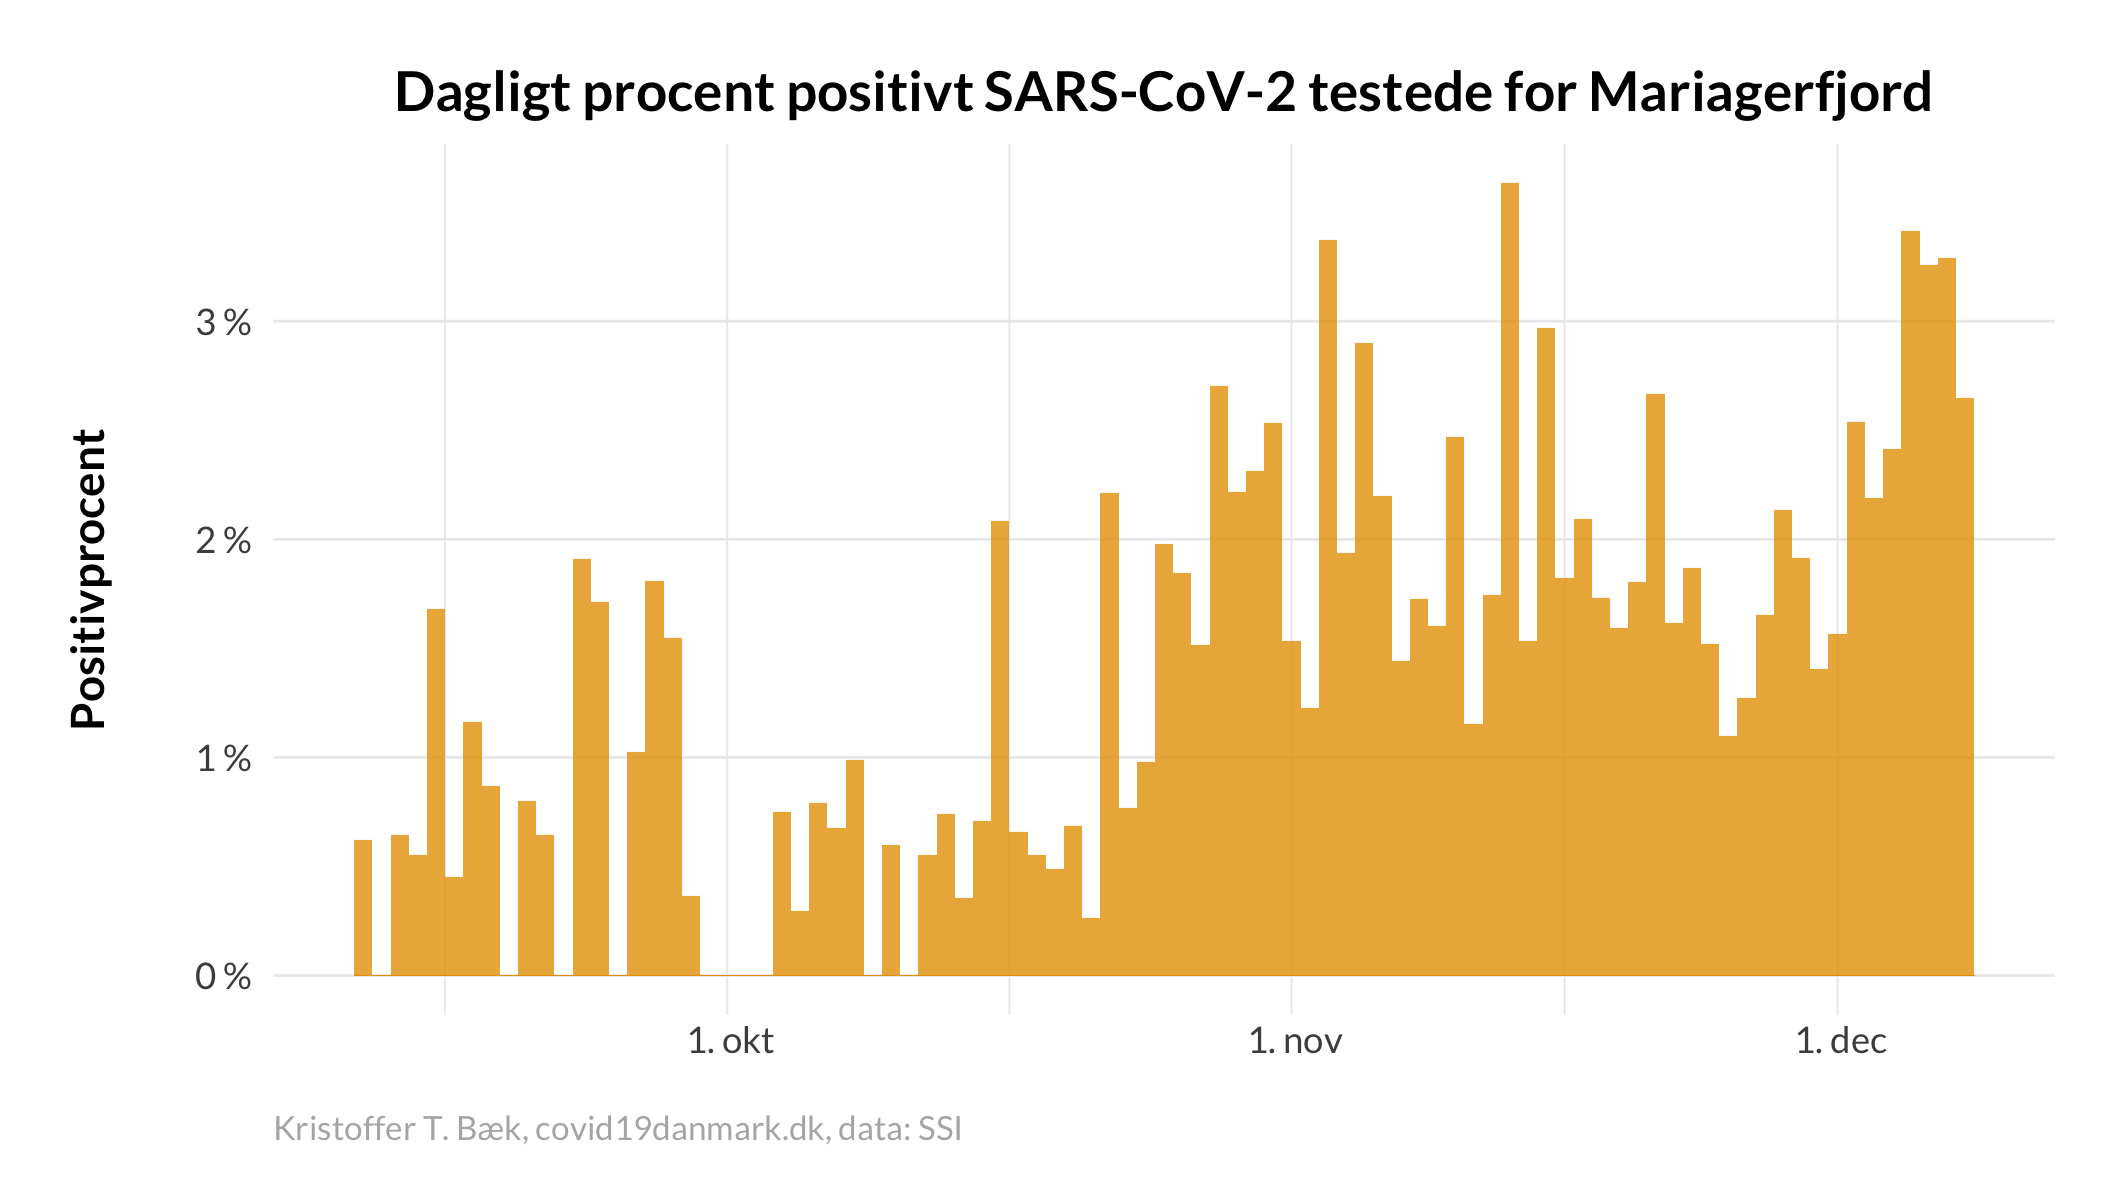 Dagligt procent positivt SARS-CoV-2 testede for Mariagerfjord
Positivprocent
3 %
2 %
1 %
0 %
1. okt
1. nov
1. dec
Kristoffer T. Bæk, covid19danmark.dk, data: SSI